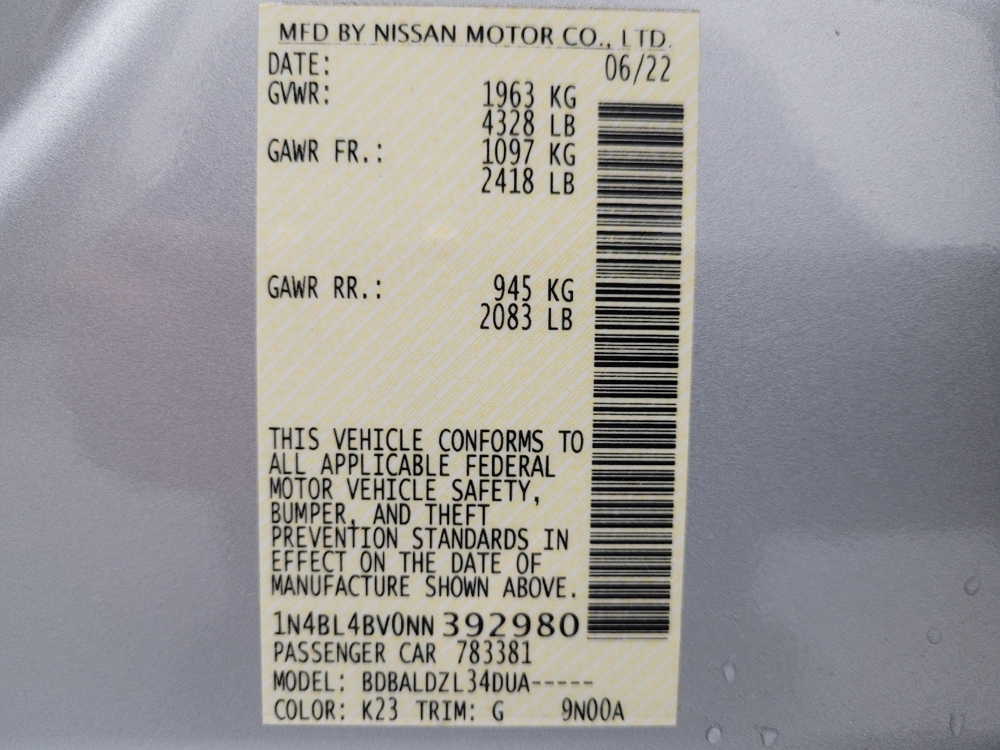 MFD BY NISSAN MOTOR CO., LTD.
DATE: 06/22
GVWR: 1963 KG
4328 LB
GAWR FR.: 1097 KG
2418 LB
GAWR RR.: 945 KG
2083 LB
THIS VEHICLE CONFORMS TO
ALL APPLICABLE FEDERAL
MOTOR VEHICLE SAFETY,
BUMPER, AND THEFT
PREVENTION STANDARDS IN
EFFECT ON THE DATE OF
MANUFACTURE SHOWN ABOVE.
1N4BL4BV0NN392980
PASSENGER CAR 783381
MODEL: BDBALDZL34DUA-----
COLOR: K23 TRIM: G 9N00A